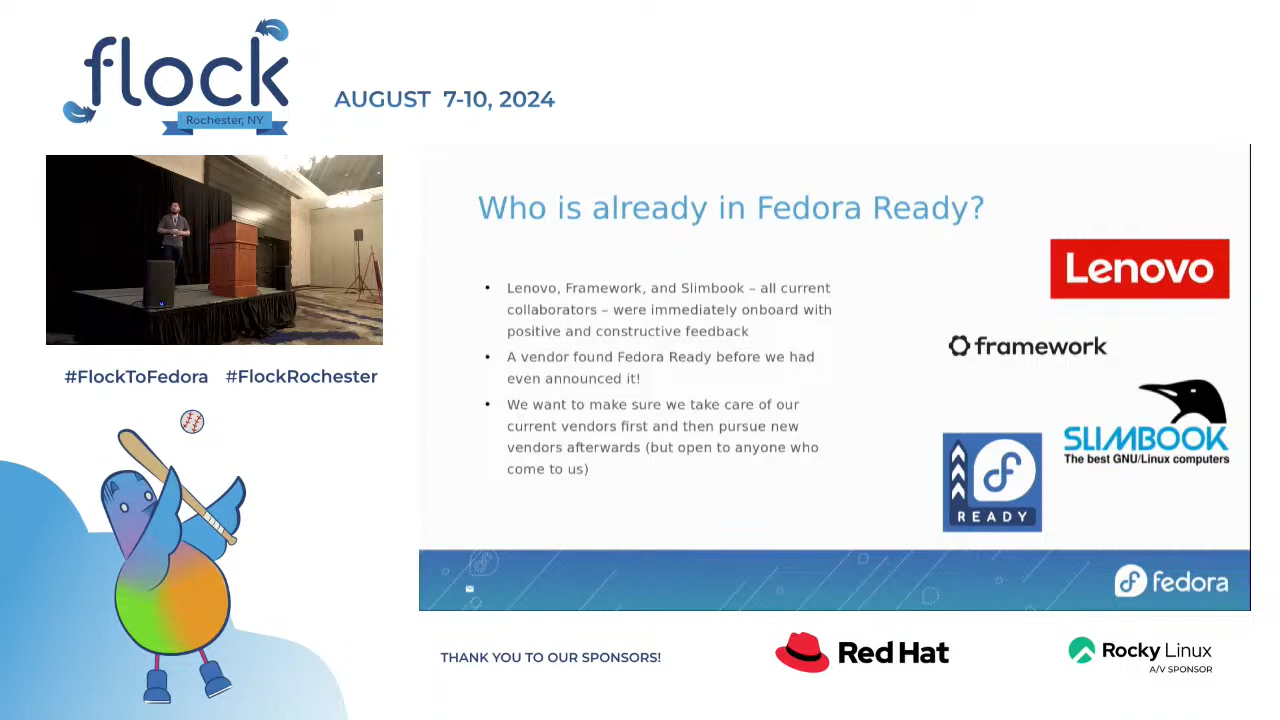 flock
Rochester, NY
AUGUST 7-10, 2024
#FlockToFedora #FlockRochester
Who is already in Fedora Ready?
• Lenovo, Framework, and Slimbook – all current
collaborators – were immediately onboard with
positive and constructive feedback
• A vendor found Fedora Ready before we had
even announced it!
• We want to make sure we take care of our
current vendors first and then pursue new
vendors afterwards (but open to anyone who
come to us)
Lenovo
framework
SLIMBOOK
The best GNU/Linux computers
READY
fedora
THANK YOU TO OUR SPONSORS!
Red Hat
Rocky Linux
A/V SPONSOR